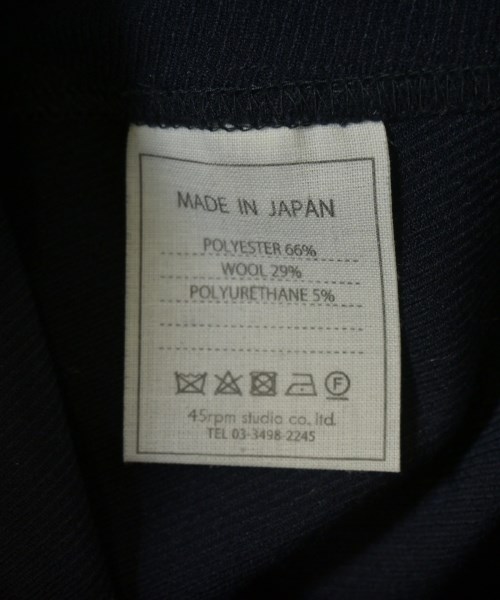 MADE IN JAPAN
POLYESTER 66%
WOOL 29%
POLYURETHANE 5%
F
45rpm studio co. ltd.
TEL 03-3498-2245